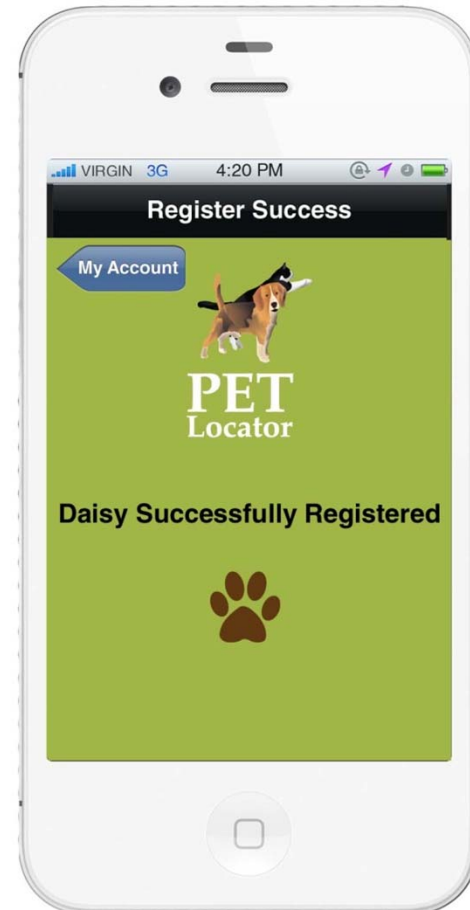 VIRGIN 3G 4:20 PM
Register Success
My Account
PET
Locator
Daisy Successfully Registered